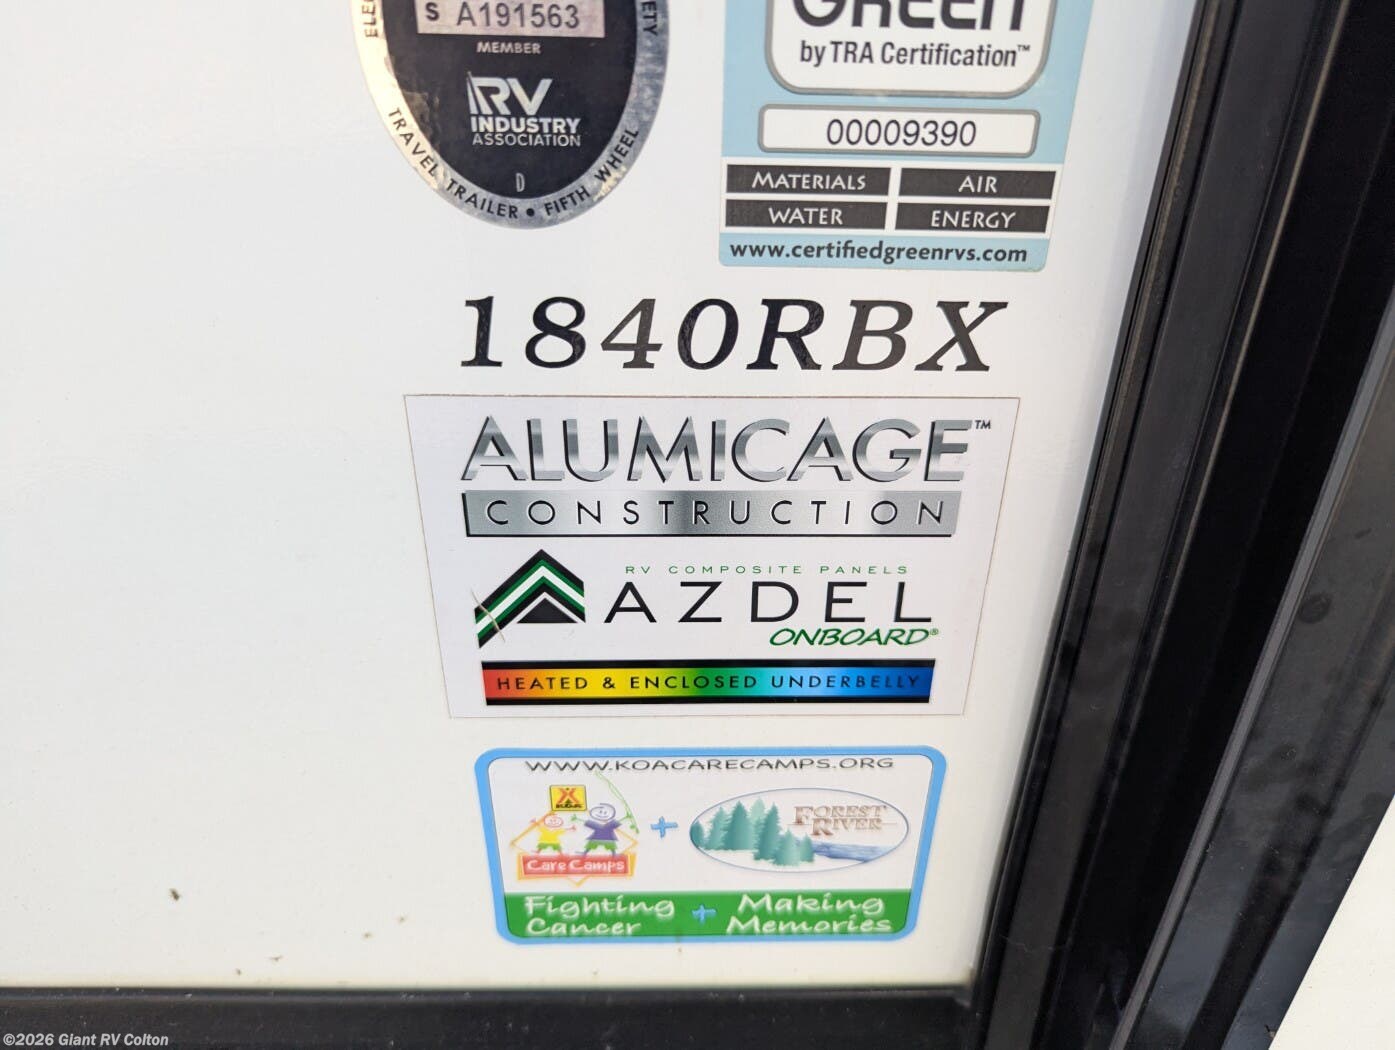 S A191563
MEMBER
RV
INDUSTRY
ASSOCIATION
D
TRAVEL TRAILER • FIFTH WHEEL
GREEN
by TRA Certification™
00009390
MATERIALS AIR
WATER ENERGY
www.certifiedgreenrvs.com
1840RBX
ALUMICAGE™
CONSTRUCTION
RV COMPOSITE PANELS
AZDEL
ONBOARD®
HEATED & ENCLOSED UNDERBELLY
WWW.KOACARECAMPS.ORG
KOA
Care Camps
+
FOREST
RIVER
Fighting + Making
Cancer Memories
©2026 Giant RV Colton